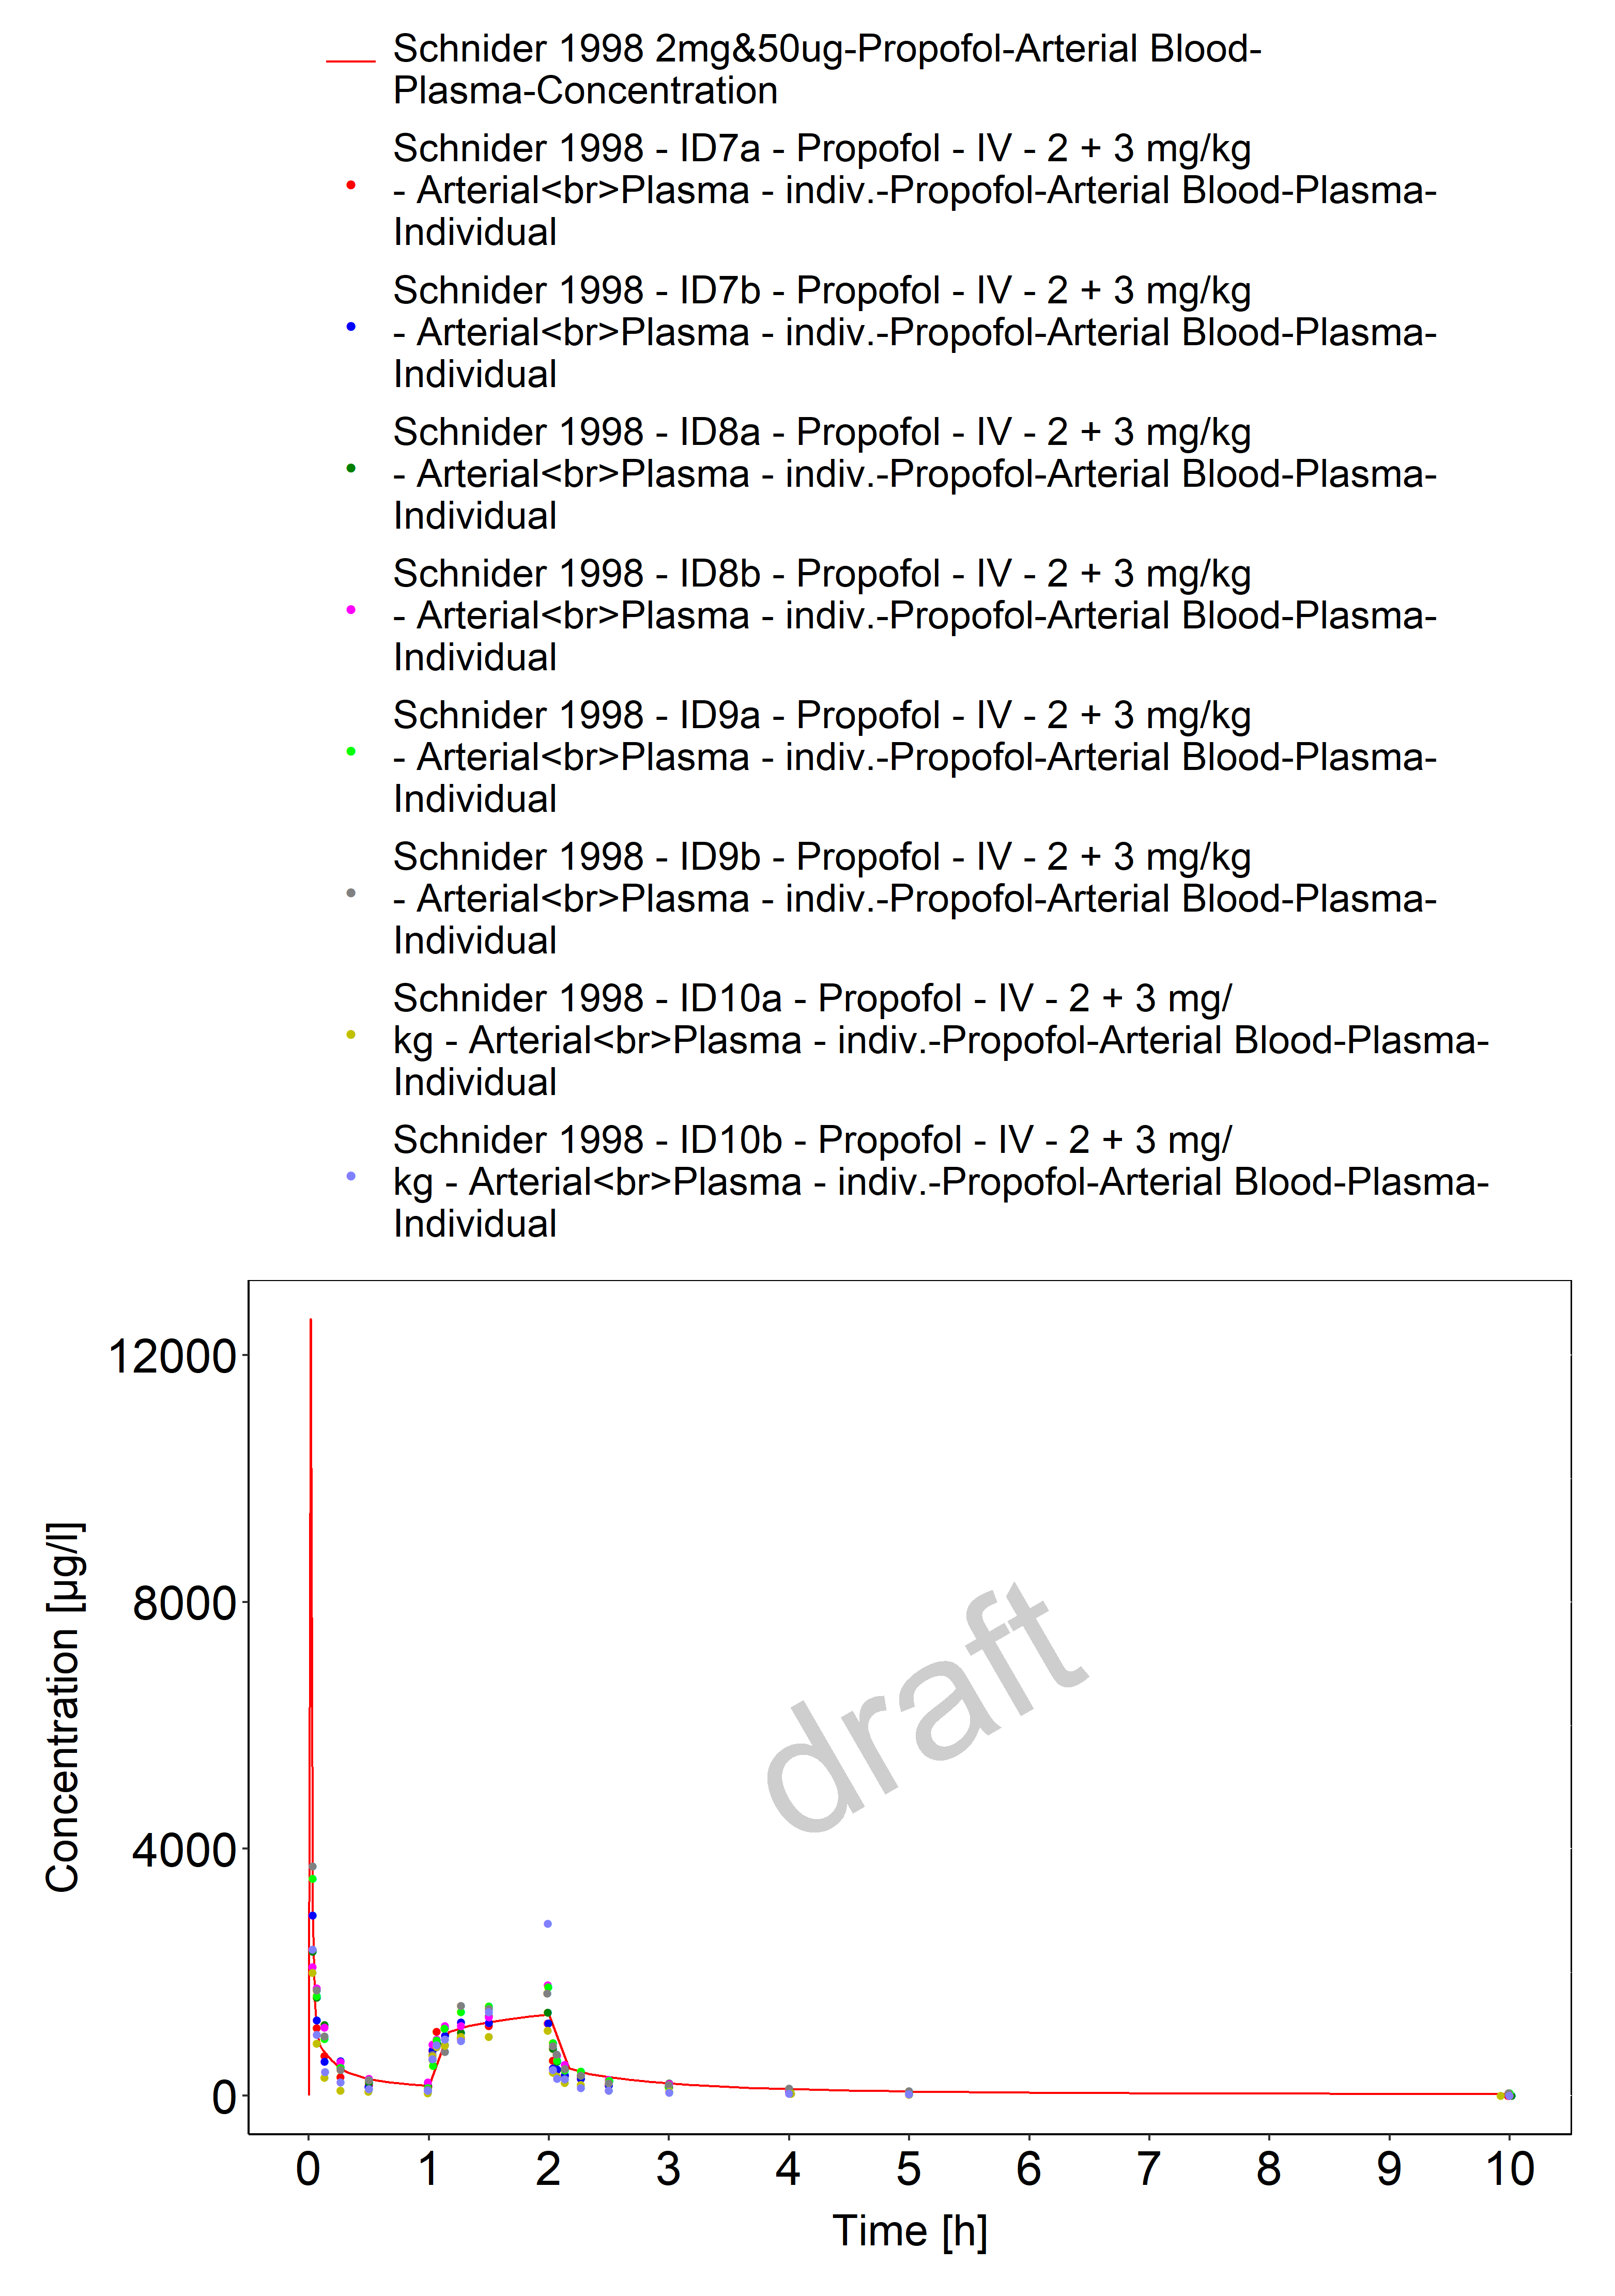 Schnider 1998 2mg&50ug-Propofol-Arterial Blood-
Plasma-Concentration
Schnider 1998 - ID7a - Propofol - IV - 2 + 3 mg/kg
- Arterial<br>Plasma - indiv.-Propofol-Arterial Blood-Plasma-
Individual
Schnider 1998 - ID7b - Propofol - IV - 2 + 3 mg/kg
- Arterial<br>Plasma - indiv.-Propofol-Arterial Blood-Plasma-
Individual
Schnider 1998 - ID8a - Propofol - IV - 2 + 3 mg/kg
- Arterial<br>Plasma - indiv.-Propofol-Arterial Blood-Plasma-
Individual
Schnider 1998 - ID8b - Propofol - IV - 2 + 3 mg/kg
- Arterial<br>Plasma - indiv.-Propofol-Arterial Blood-Plasma-
Individual
Schnider 1998 - ID9a - Propofol - IV - 2 + 3 mg/kg
- Arterial<br>Plasma - indiv.-Propofol-Arterial Blood-Plasma-
Individual
Schnider 1998 - ID9b - Propofol - IV - 2 + 3 mg/kg
- Arterial<br>Plasma - indiv.-Propofol-Arterial Blood-Plasma-
Individual
Schnider 1998 - ID10a - Propofol - IV - 2 + 3 mg/
kg - Arterial<br>Plasma - indiv.-Propofol-Arterial Blood-Plasma-
Individual
Schnider 1998 - ID10b - Propofol - IV - 2 + 3 mg/
kg - Arterial<br>Plasma - indiv.-Propofol-Arterial Blood-Plasma-
Individual
Concentration [µg/l]
12000
8000
4000
0
draft
0 1 2 3 4 5 6 7 8 9 10
Time [h]